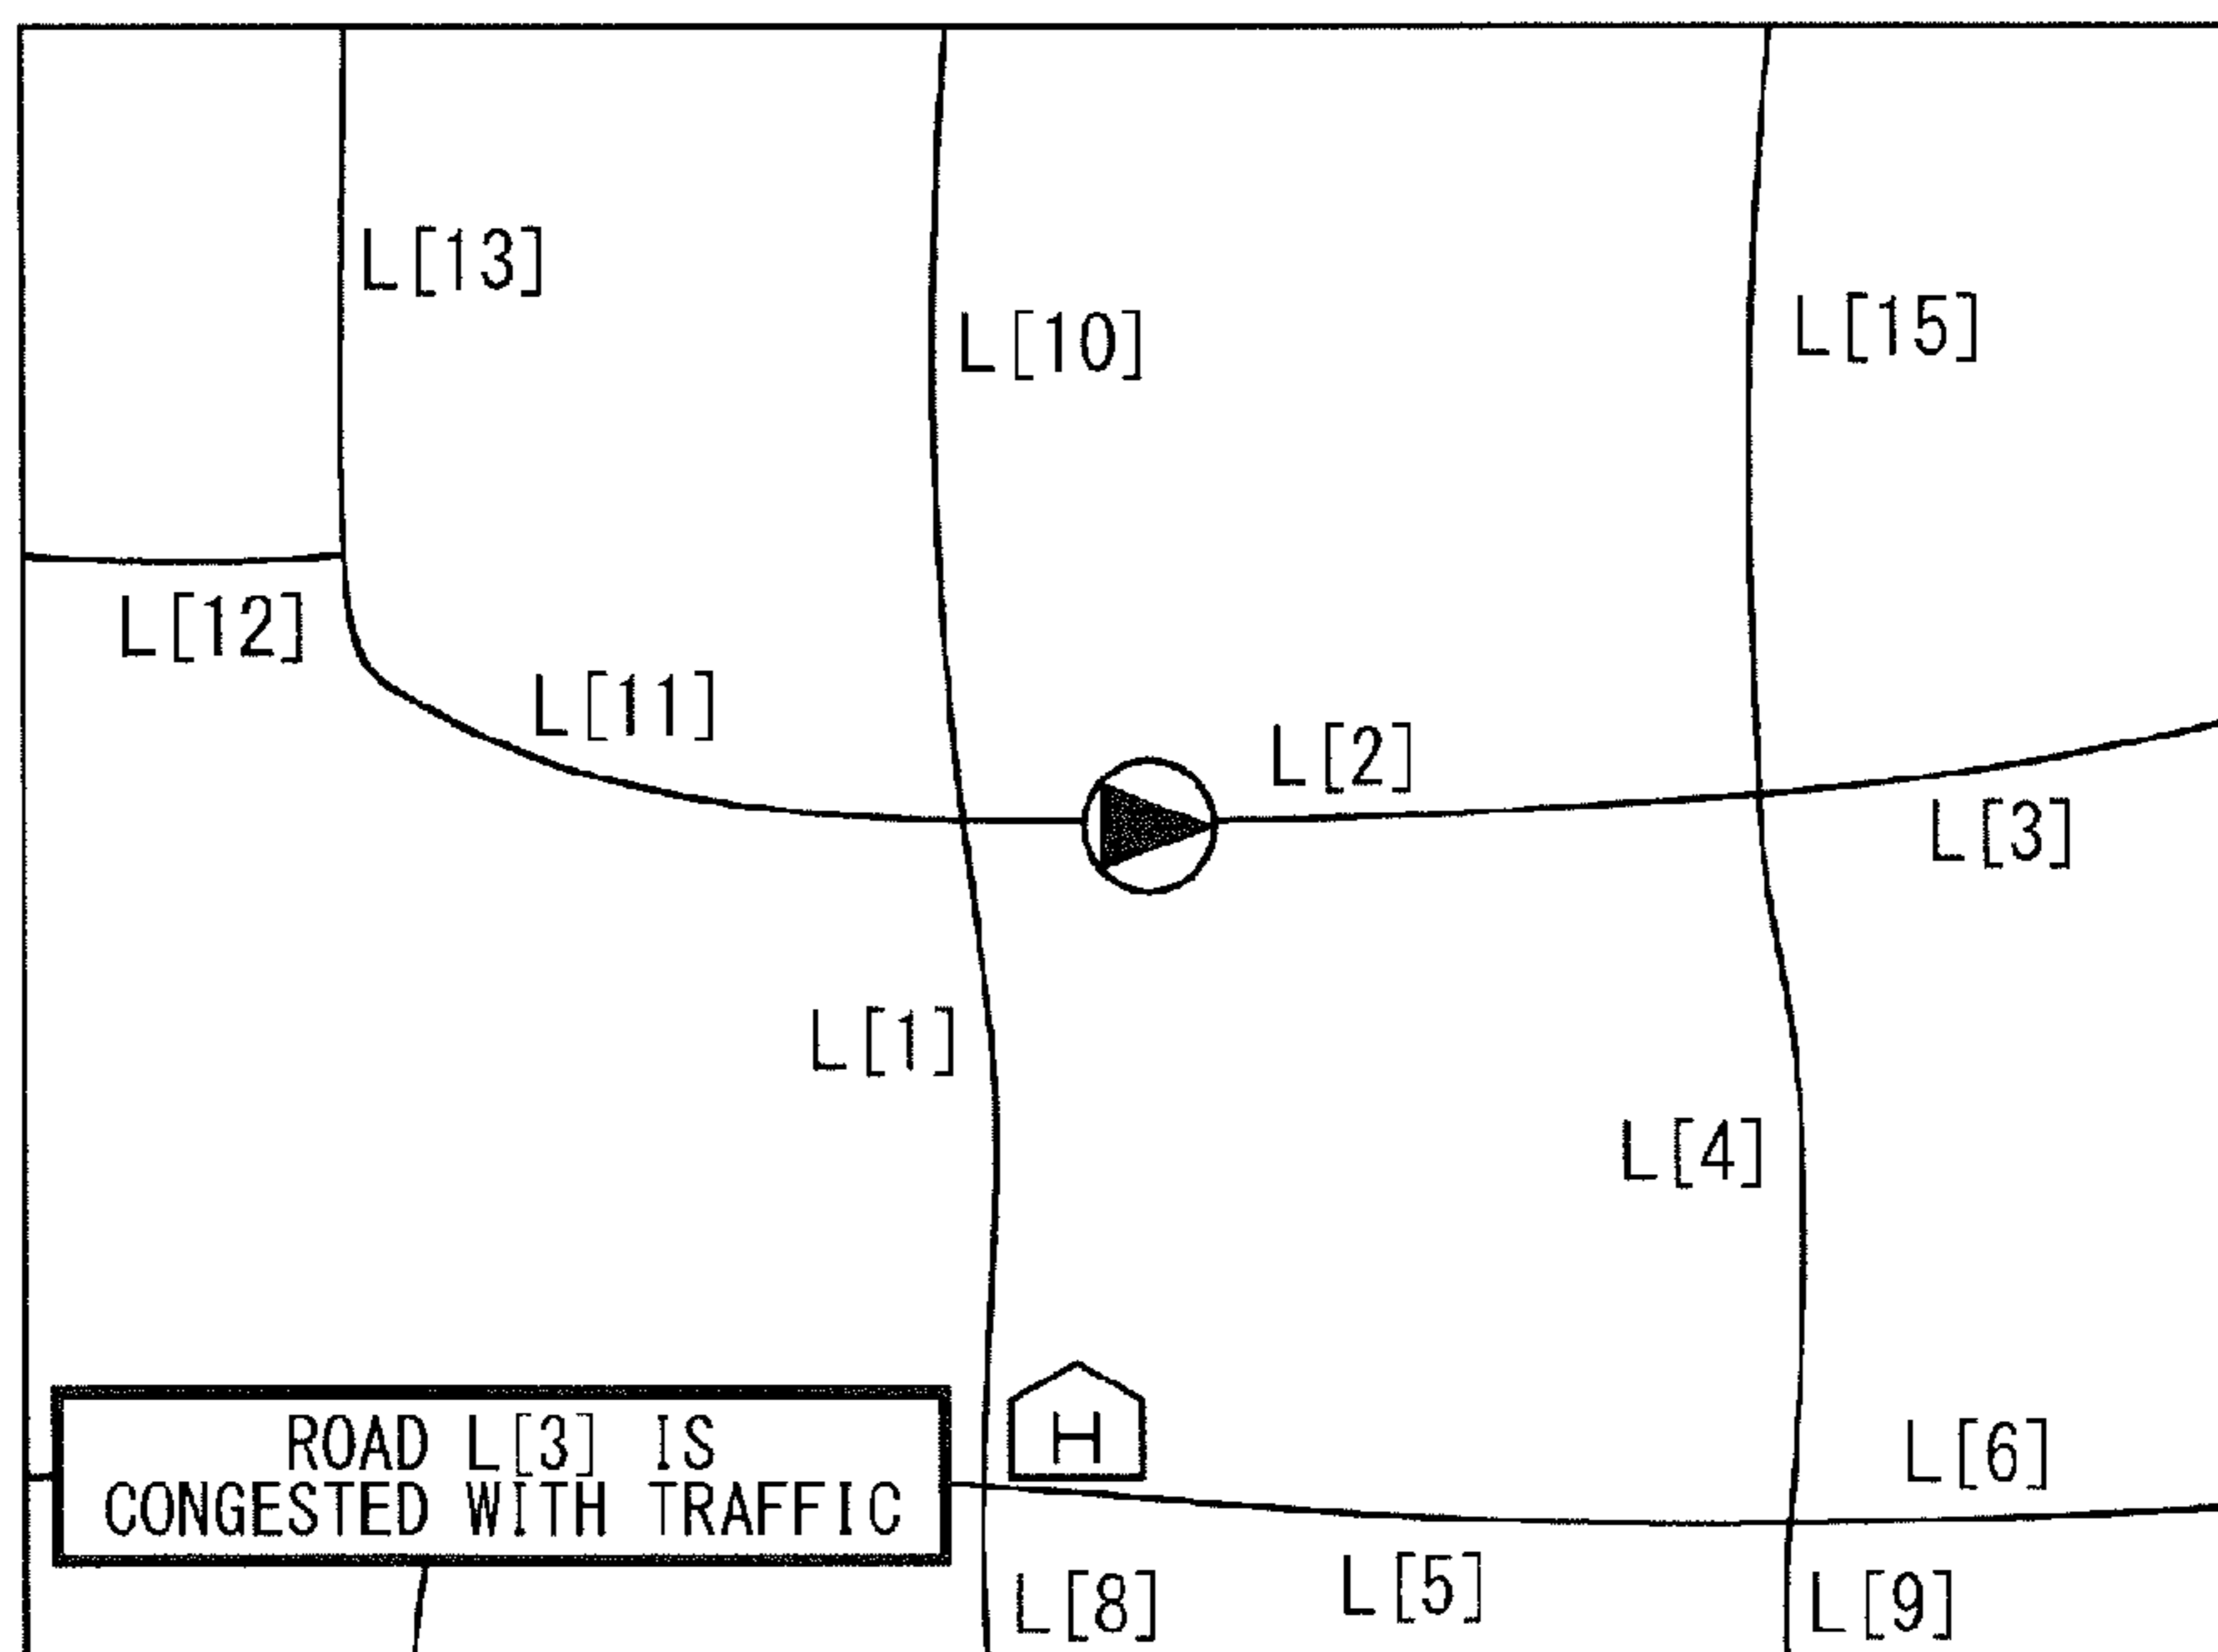 L[13]
L[10]
L[15]
L[12]
L[11]
L[2]
L[3]
L[1]
L[4]
ROAD L[3] IS
CONGESTED WITH TRAFFIC
H
L[6]
L[8]
L[5]
L[9]